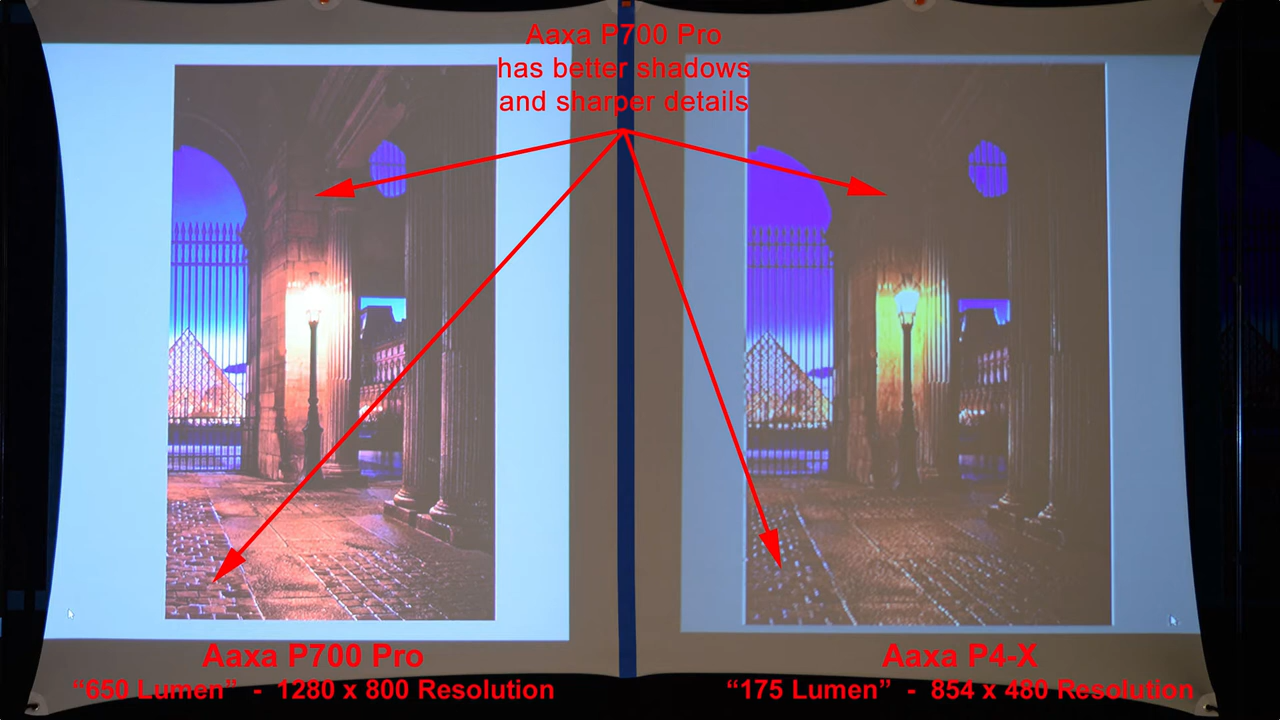 Aaxa P700 Pro
has better shadows
and sharper details
Aaxa P700 Pro
“650 Lumen” - 1280 x 800 Resolution
Aaxa P4-X
“175 Lumen” - 854 x 480 Resolution